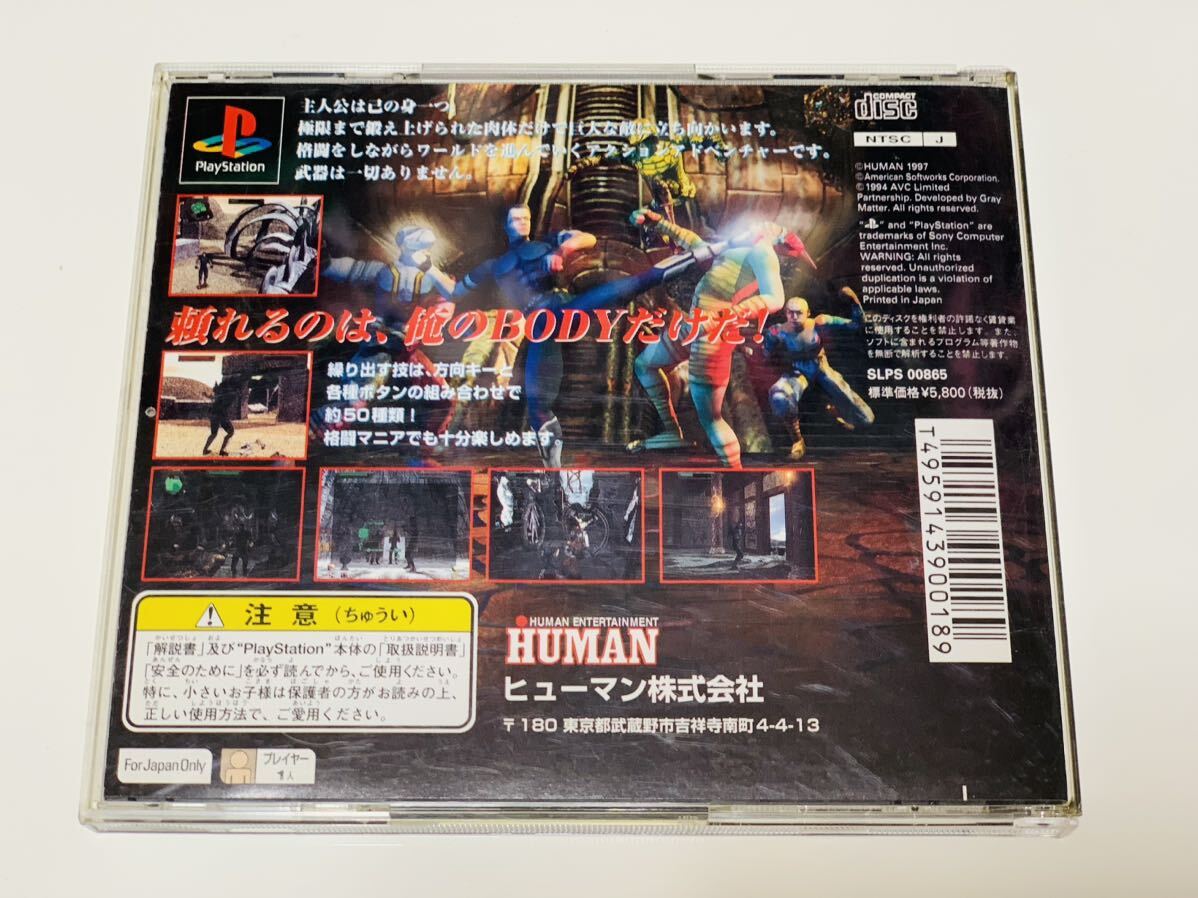 PlayStation
主人公は己の身一つ。
極限まで鍛え上げられた肉体だけで巨大な敵に立ち向かいます。
格闘をしながらワールドを進んでいくアクションアドベンチャーです。
武器は一切ありません。
COMPACT
disc
NTSC J
©HUMAN 1997
©American Softworks Corporation.
©1994 AVC Limited
Partnership. Developed by Gray
Matter. All rights reserved.
"PS" and "PlayStation" are
trademarks of Sony Computer
Entertainment Inc.
WARNING: All rights
reserved. Unauthorized
duplication is a violation of
applicable laws.
Printed in Japan
このディスクを権利者の許諾なく賃貸業
に使用することを禁じます。また、
ソフトに含まれるプログラム等著作物
を無断で解析することを禁じます。
SLPS 00865
標準価格¥5,800(税抜)
頼れるのは、俺のBODYだけだ!
繰り出す技は、方向キーと
各種ボタンの組み合わせで
約50種類!
格闘マニアでも十分楽しめます。
T4959143900189
注意(ちゅうい)
「解説書」及び"PlayStation"本体の「取扱説明書」
「安全のために」を必ず読んでから、ご使用ください。
特に、小さいお子様は保護者の方がお読みの上、
正しい使用方法で、ご愛用ください。
HUMAN ENTERTAINMENT
HUMAN
ヒューマン株式会社
〒180 東京都武蔵野市吉祥寺南町4-4-13
For Japan Only
プレイヤー
1人